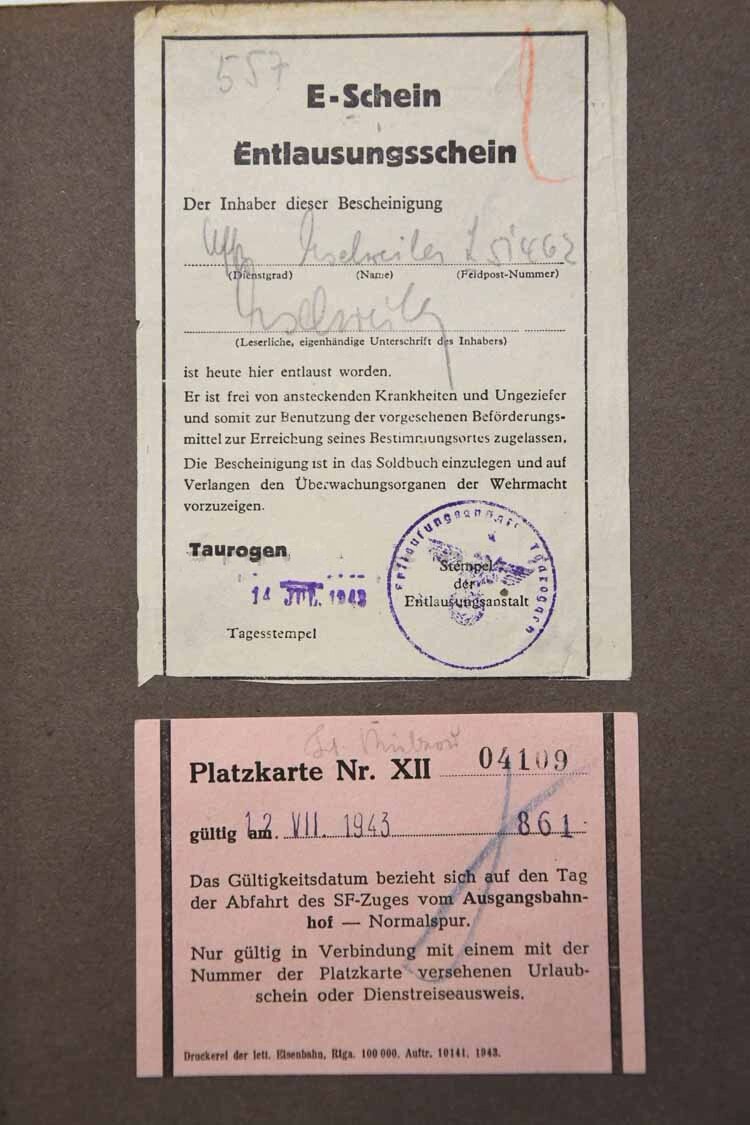 557
E-Schein
Entlausungsschein
Der Inhaber dieser Bescheinigung
Uffz L 51462
(Dienstgrad) (Name) (Feldpost-Nummer)
(Leserliche, eigenhändige Unterschrift des Inhabers)
ist heute hier entlaust worden.
Er ist frei von ansteckenden Krankheiten und Ungeziefer
und somit zur Benutzung der vorgesehenen Beförderungs-
mittel zur Erreichung seines Bestimmungsortes zugelassen.
Die Bescheinigung ist in das Soldbuch einzulegen und auf
Verlangen den Überwachungsorganen der Wehrmacht
vorzuzeigen.
Taurogen
14 JUL. 1943
Tagesstempel
Entlausungsanstalt
Stempel
der
Entlausungsanstalt
Platzkarte Nr. XII 04109
gültig am 12 VII. 1943 861
Das Gültigkeitsdatum bezieht sich auf den Tag
der Abfahrt des SF-Zuges vom Ausgangsbahn-
hof — Normalspur.
Nur gültig in Verbindung mit einem mit der
Nummer der Platzkarte versehenen Urlaub-
schein oder Dienstreiseausweis.
Druckerei der lett. Eisenbahn, Riga. 100 000. Auftr. 10141. 1943.